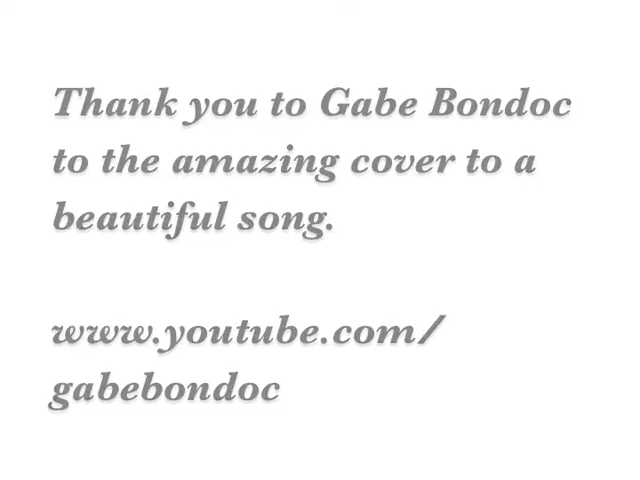 Thank you to Gabe Bondoc
to the amazing cover to a
beautiful song.
www.youtube.com/
gabebondoc